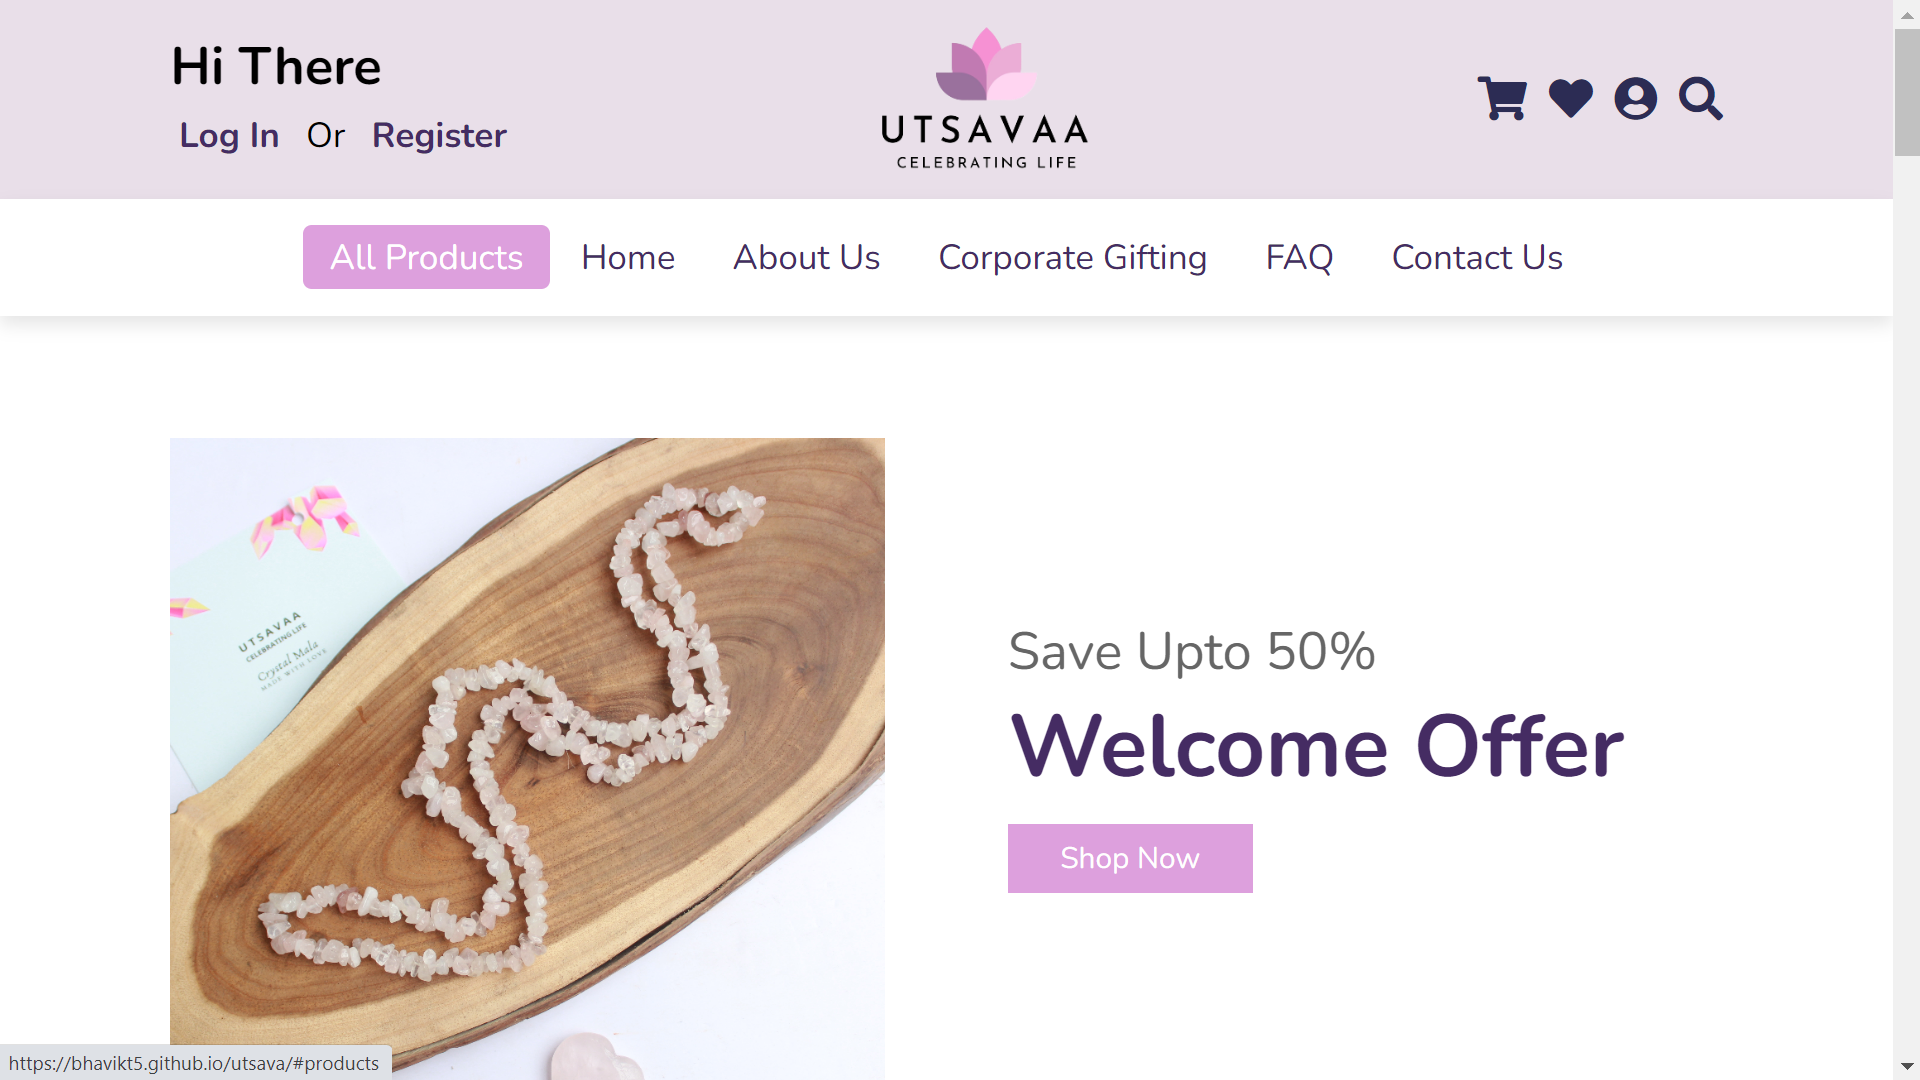 Hi There
Log In Or Register
UTSAVAA
CELEBRATING LIFE
All Products Home About Us Corporate Gifting FAQ Contact Us
UTSAVAA
CELEBRATING LIFE
Crystal Mala
MADE WITH LOVE
Save Upto 50%
Welcome Offer
Shop Now
https://bhavikt5.github.io/utsava/#products